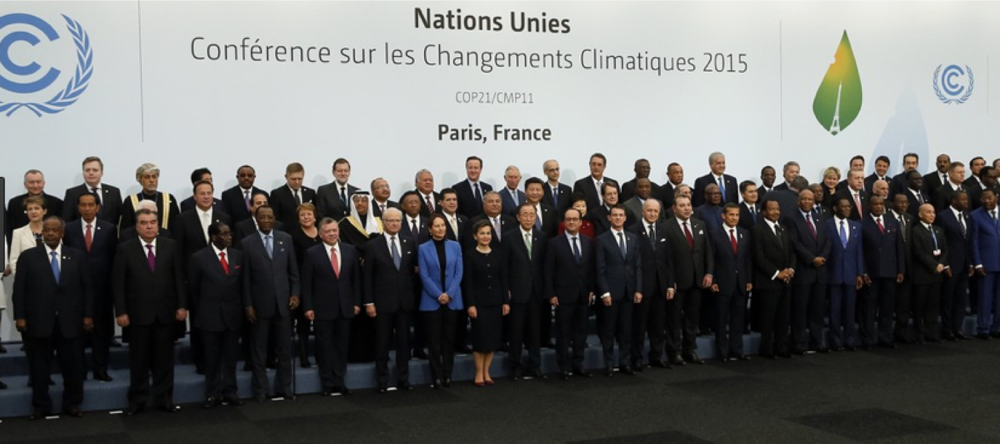 Nations Unies
Conférence sur les Changements Climatiques 2015
COP21/CMP11
Paris, France